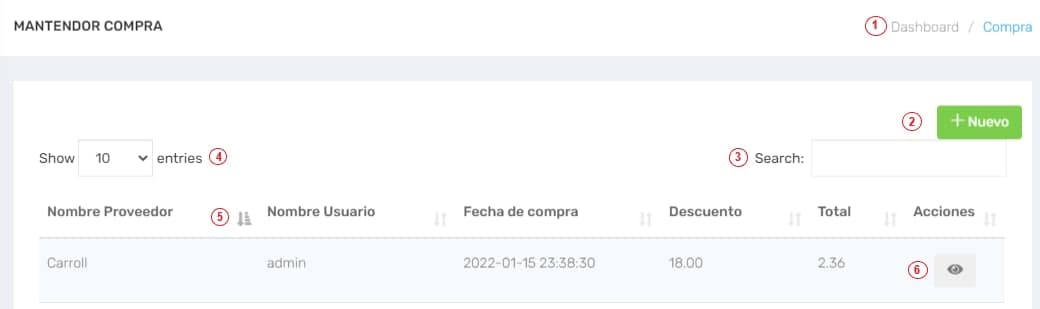 MANTENDOR COMPRA
1 Dashboard / Compra
2 + Nuevo
Show 10 entries 4 3 Search:
Nombre Proveedor 5 Nombre Usuario Fecha de compra Descuento Total Acciones
Carroll admin 2022-01-15 23:38:30 18.00 2.36 6